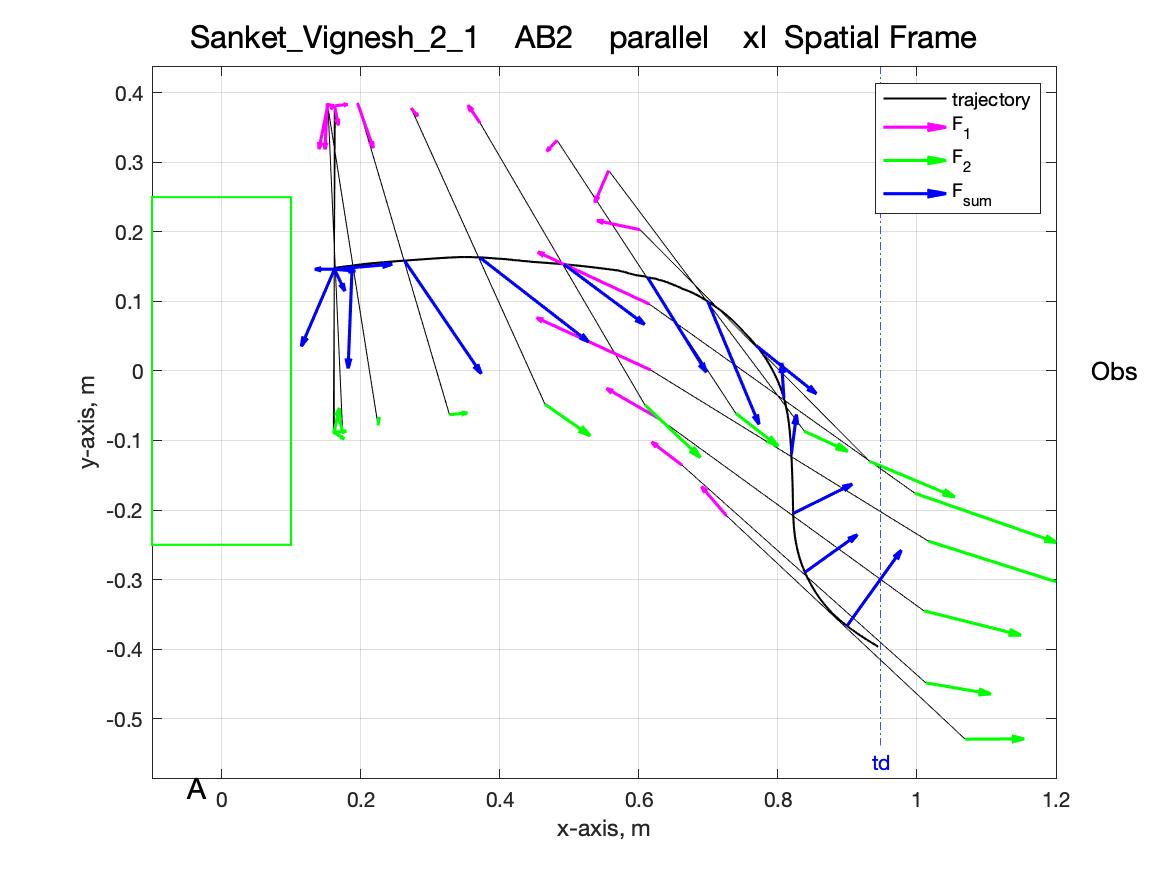 Sanket_Vignesh_2_1 AB2 parallel xl Spatial Frame
trajectory
F1
F2
Fsum
0.4
0.3
0.2
0.1
0
-0.1
-0.2
-0.3
-0.4
-0.5
y-axis, m
Obs
td
A
0 0.2 0.4 0.6 0.8 1 1.2
x-axis, m